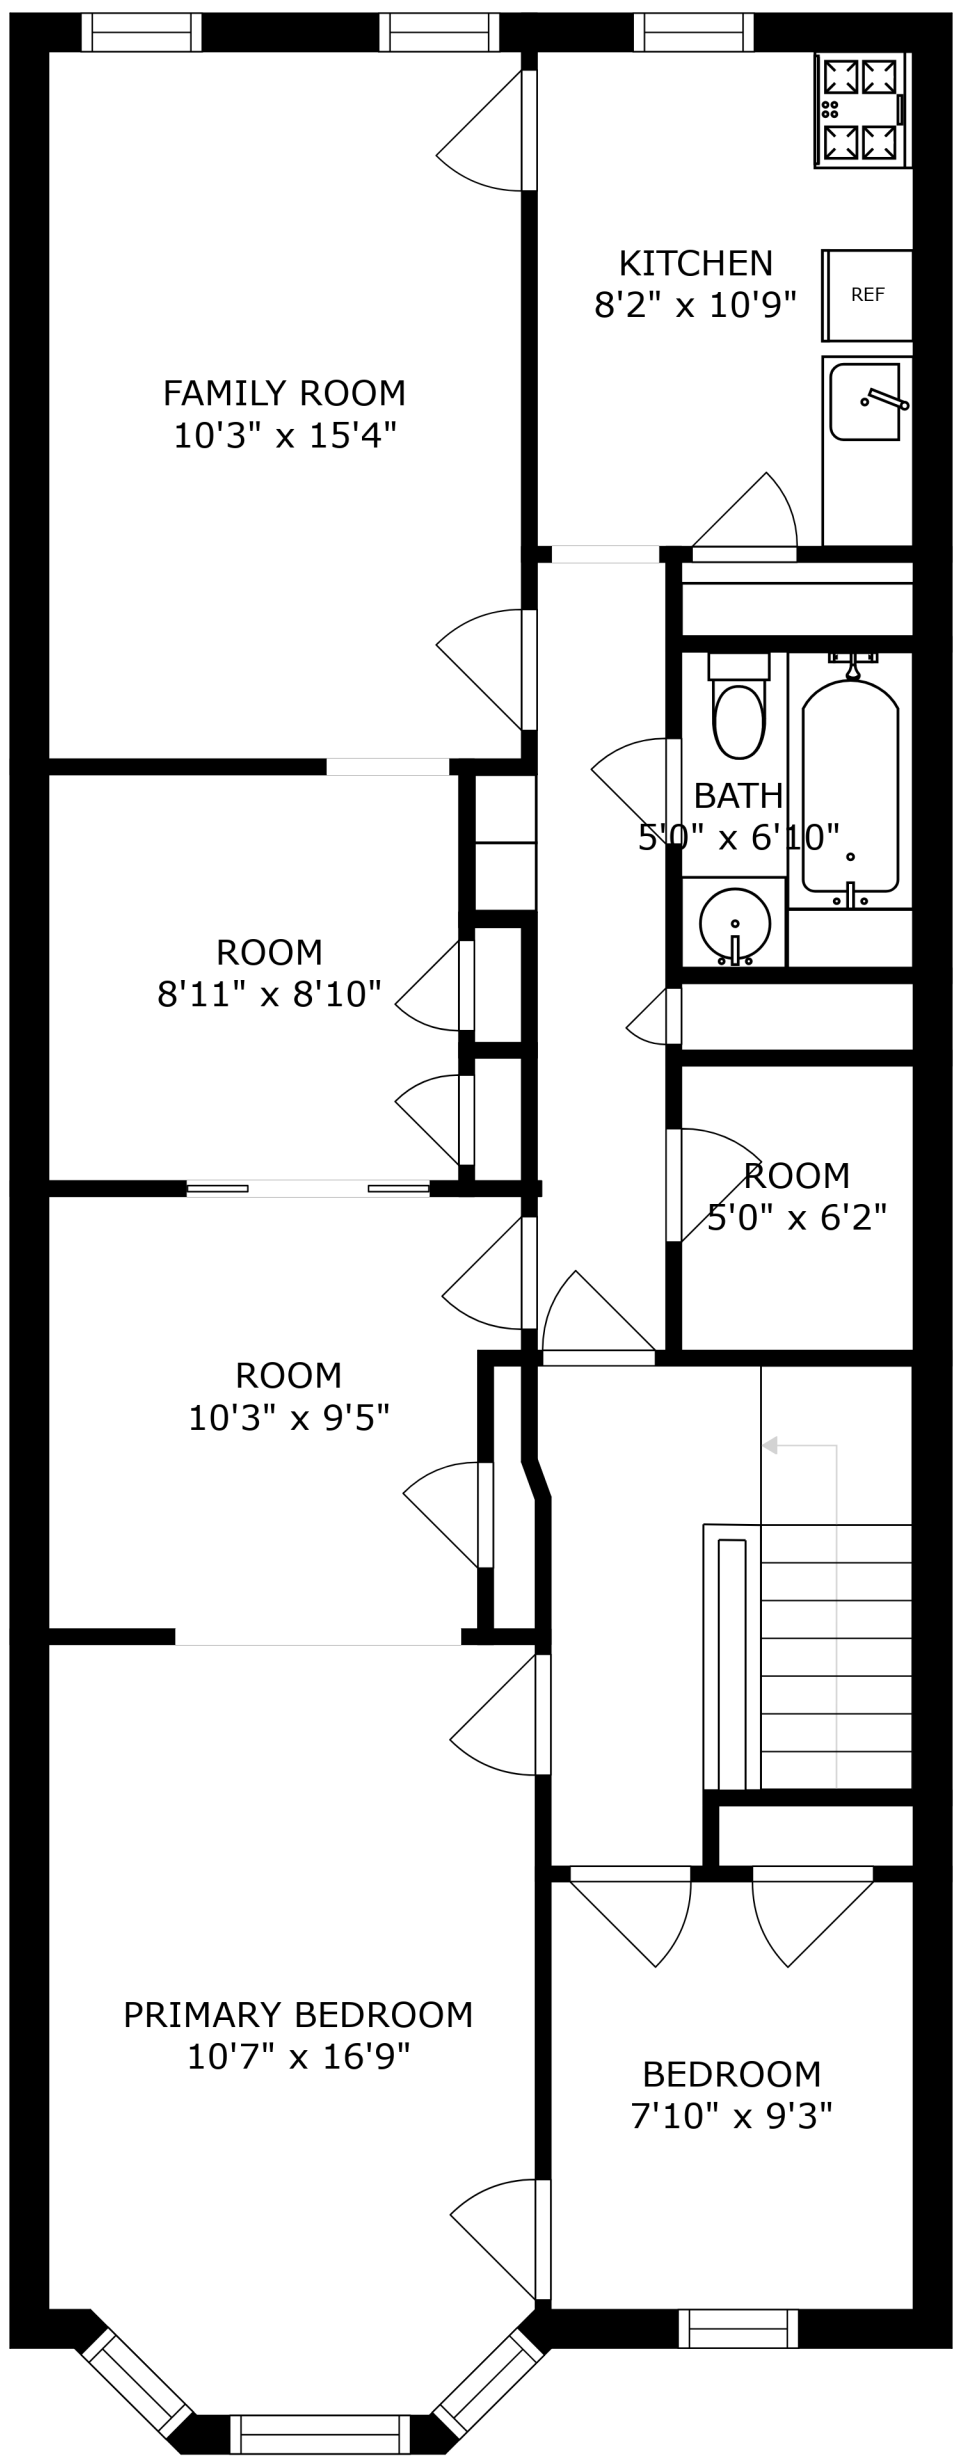 KITCHEN
8'2" x 10'9"
REF
FAMILY ROOM
10'3" x 15'4"
BATH
5'0" x 6'10"
ROOM
8'11" x 8'10"
ROOM
5'0" x 6'2"
ROOM
10'3" x 9'5"
PRIMARY BEDROOM
10'7" x 16'9"
BEDROOM
7'10" x 9'3"